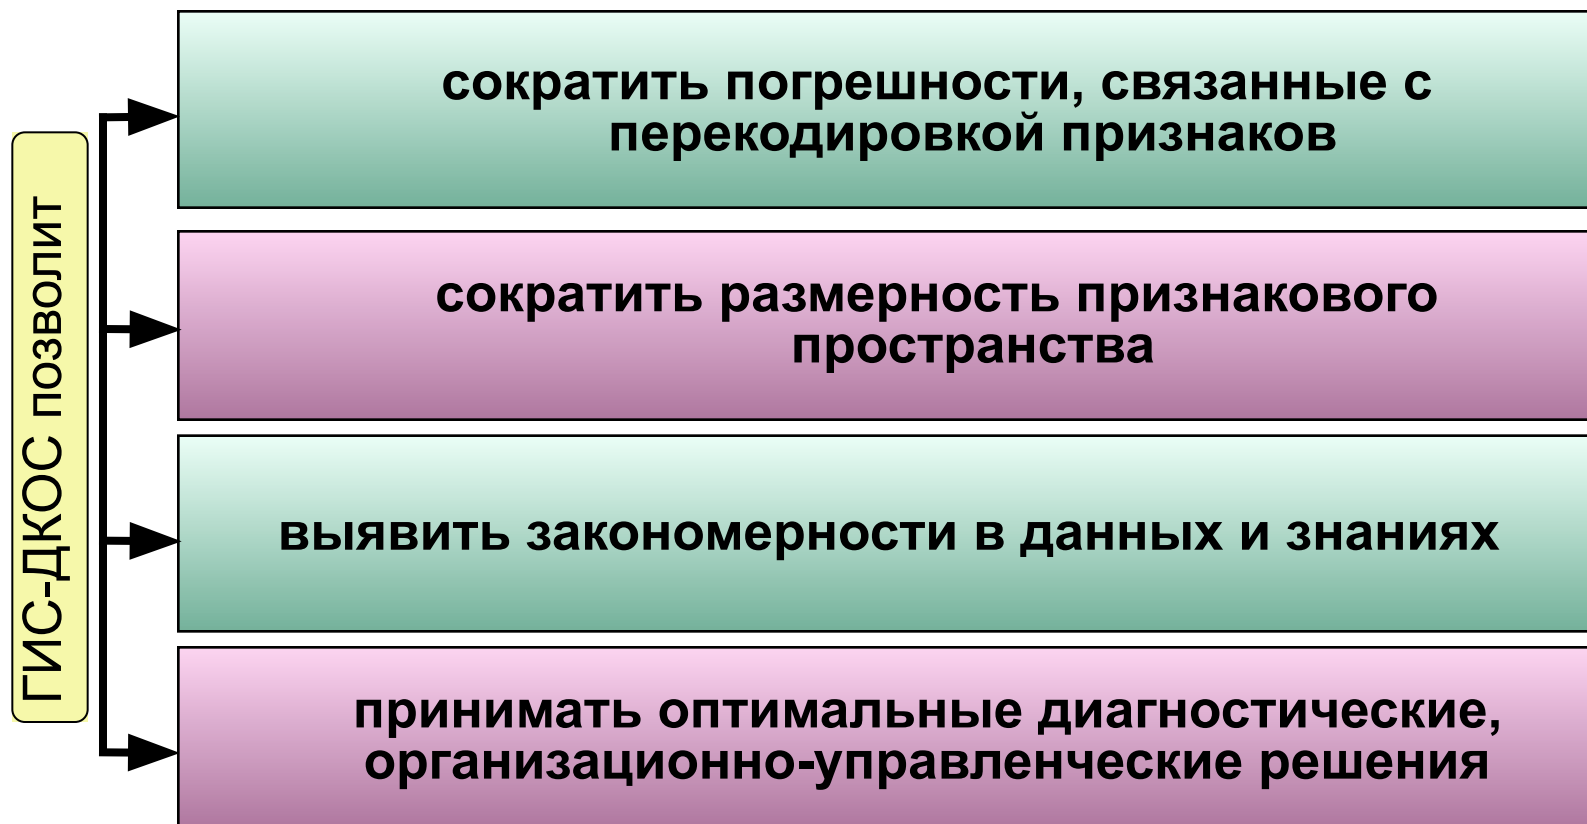 ГИС-ДКОС позволит
сократить погрешности, связанные с
перекодировкой признаков
сократить размерность признакового
пространства
выявить закономерности в данных и знаниях
принимать оптимальные диагностические,
организационно-управленческие решения